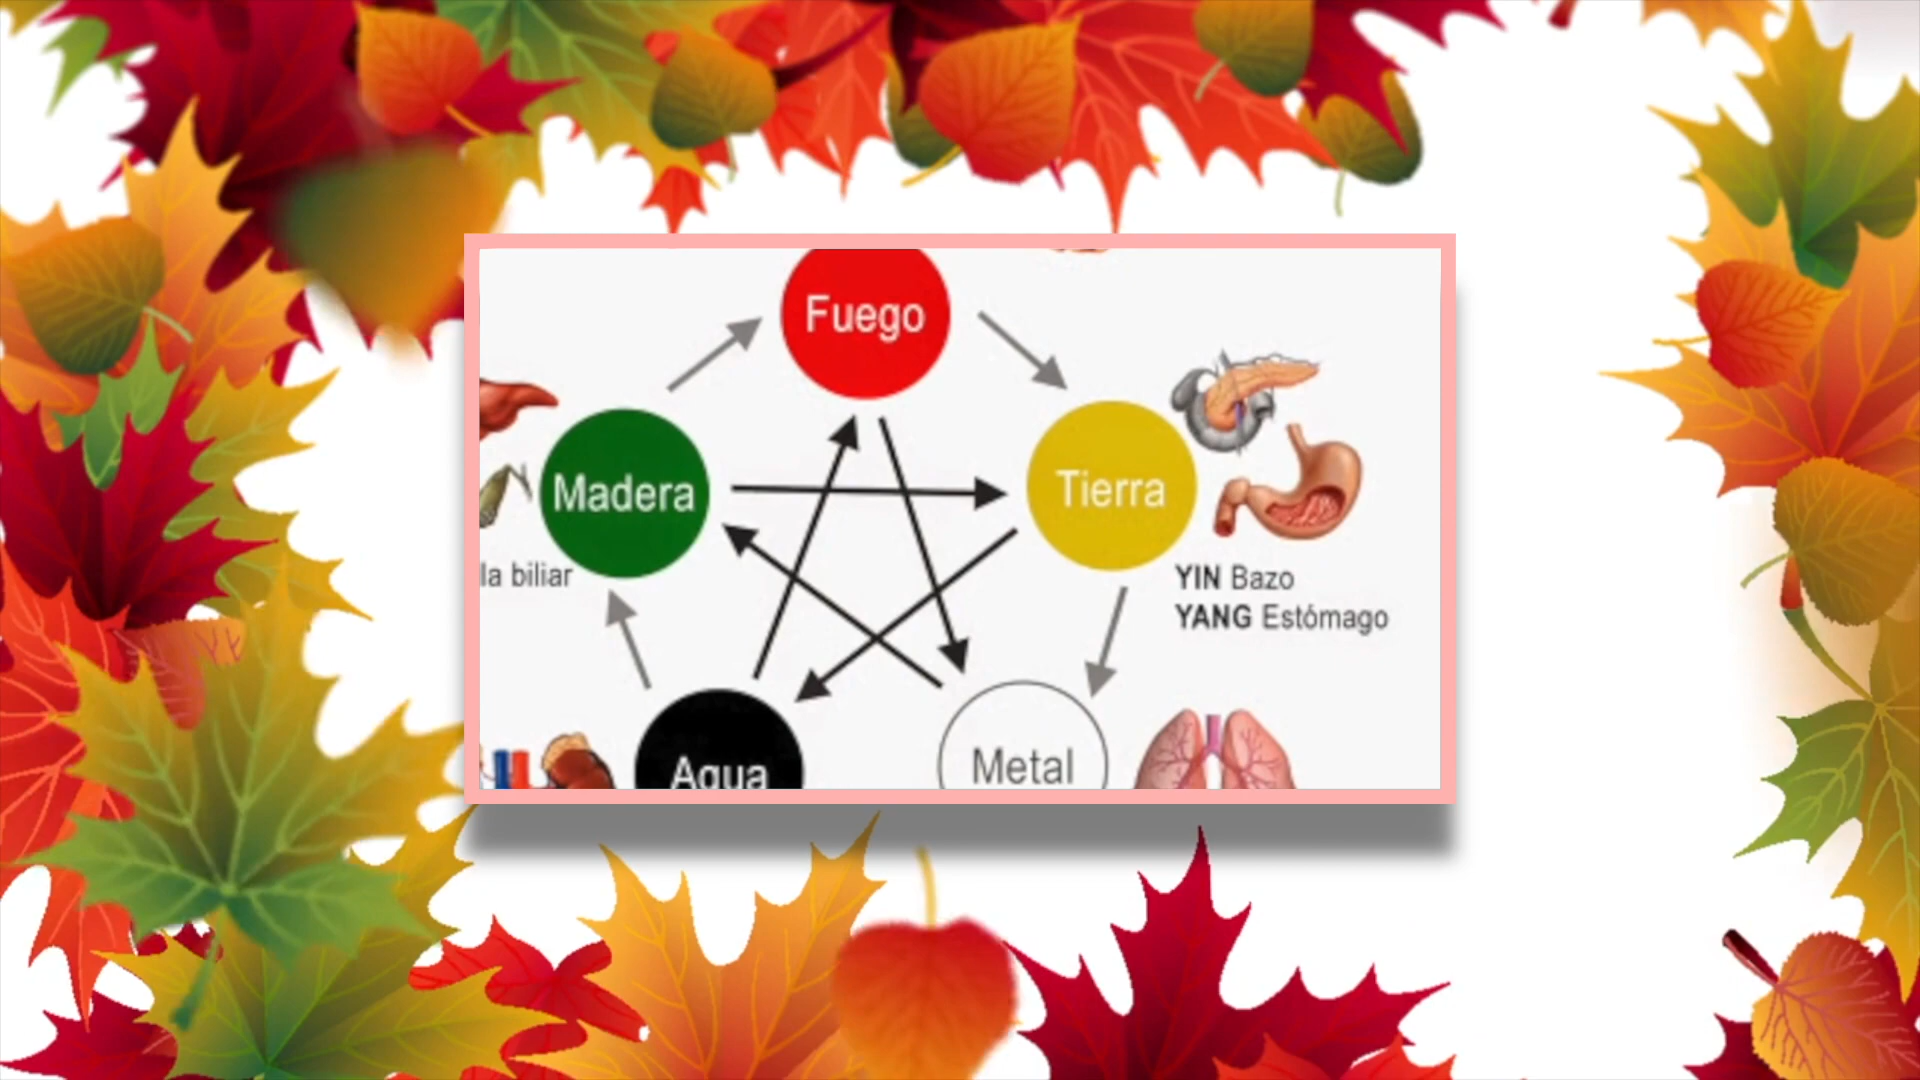 Fuego
Madera
Tierra
la biliar
YIN Bazo
YANG Estómago
Agua
Metal